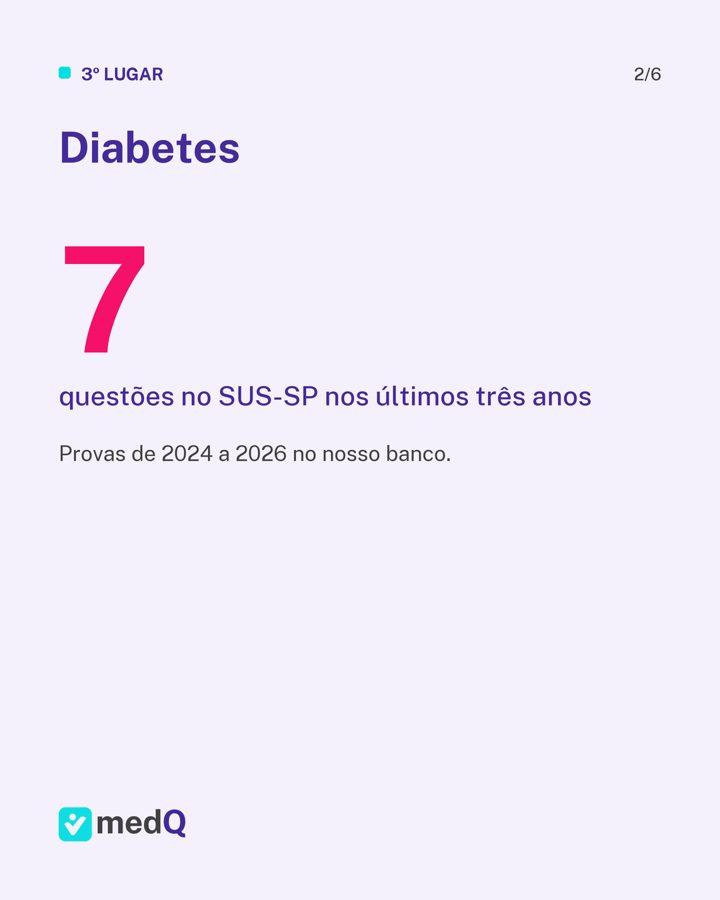 3º LUGAR
2/6
Diabetes
7
questões no SUS-SP nos últimos três anos
Provas de 2024 a 2026 no nosso banco.
medQ